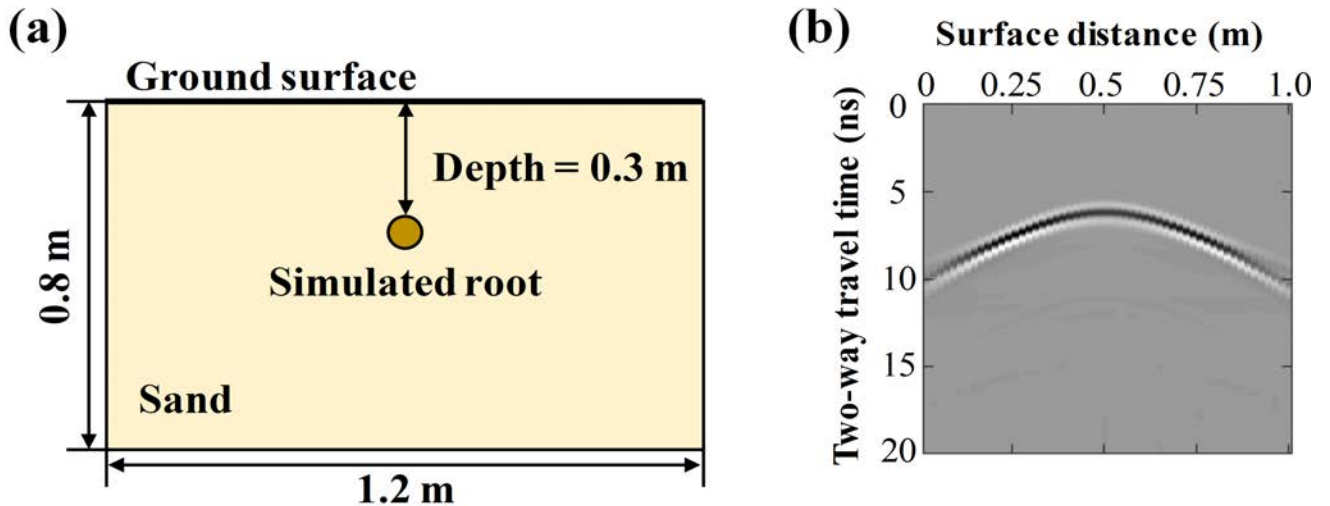 (a)
Ground surface
Depth = 0.3 m
Simulated root
0.8 m
Sand
1.2 m
(b)
Surface distance (m)
0 0.25 0.5 0.75 1.0
Two-way travel time (ns)
0
5
10
15
20